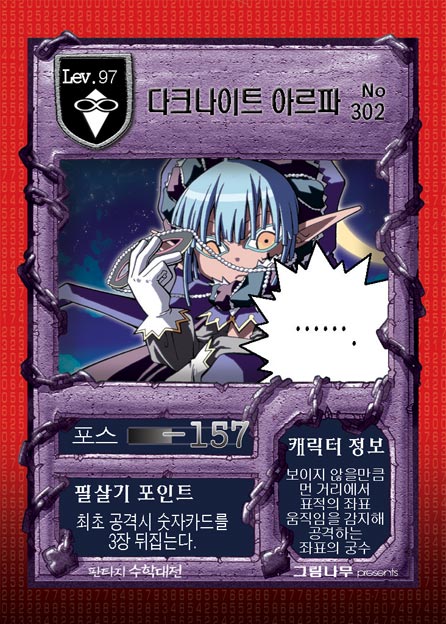 Lev.97
다크나이트 아르파
No
302
.......
포스 -157
필살기 포인트
최초 공격시 숫자카드를
3장 뒤집는다.
캐릭터 정보
보이지 않을만큼
먼 거리에서
표적의 좌표
움직임을 감지해
공격하는
좌표의 궁수
판타지 수학대전
그림나무 presents